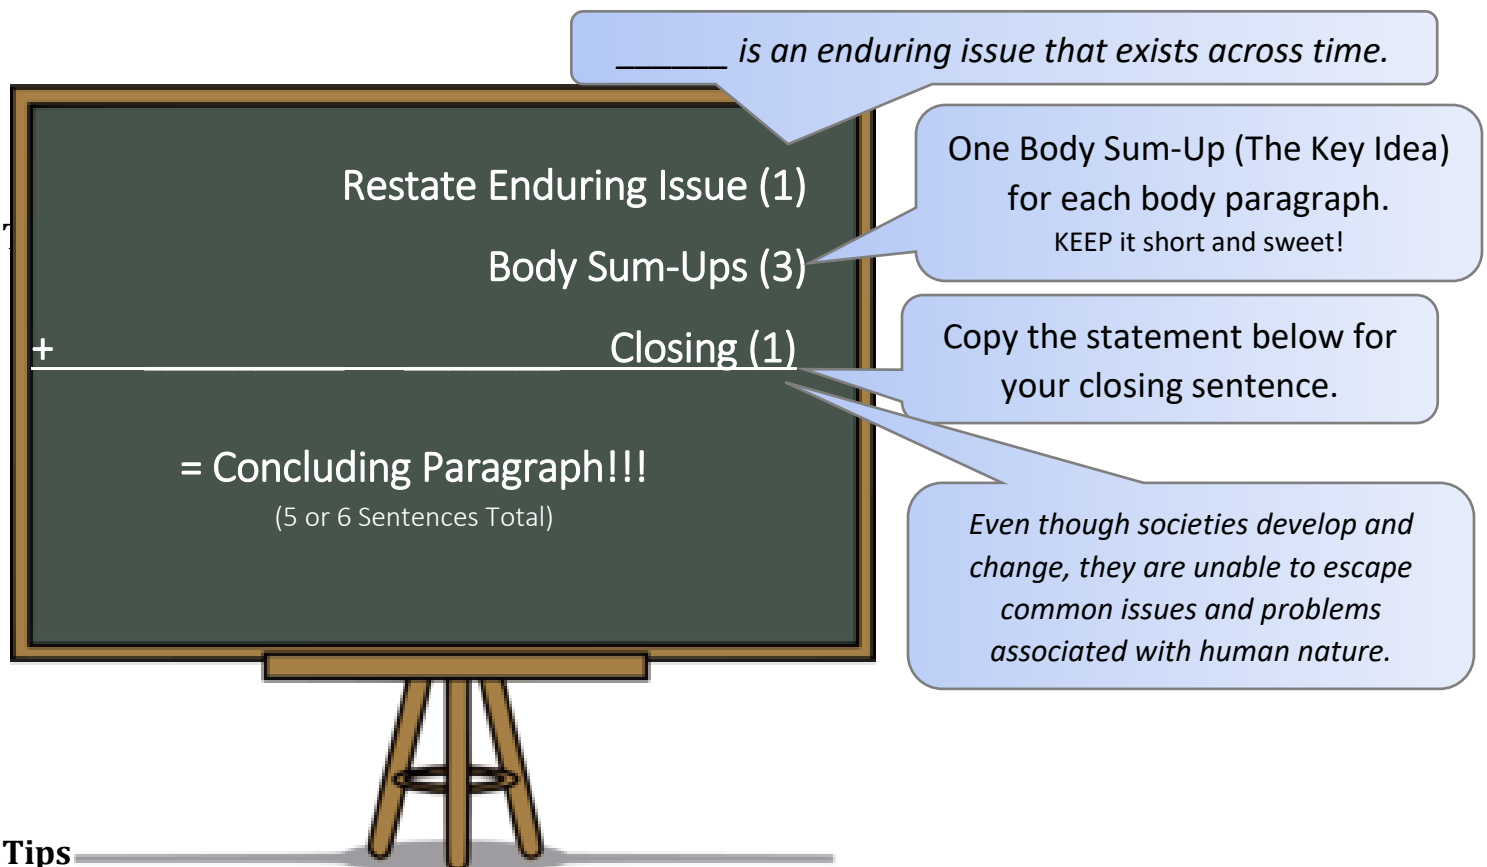 ______ is an enduring issue that exists across time.
Restate Enduring Issue (1)
Body Sum-Ups (3)
+ Closing (1)
= Concluding Paragraph!!!
(5 or 6 Sentences Total)
One Body Sum-Up (The Key Idea)
for each body paragraph.
KEEP it short and sweet!
Copy the statement below for
your closing sentence.
Even though societies develop and
change, they are unable to escape
common issues and problems
associated with human nature.
Tips